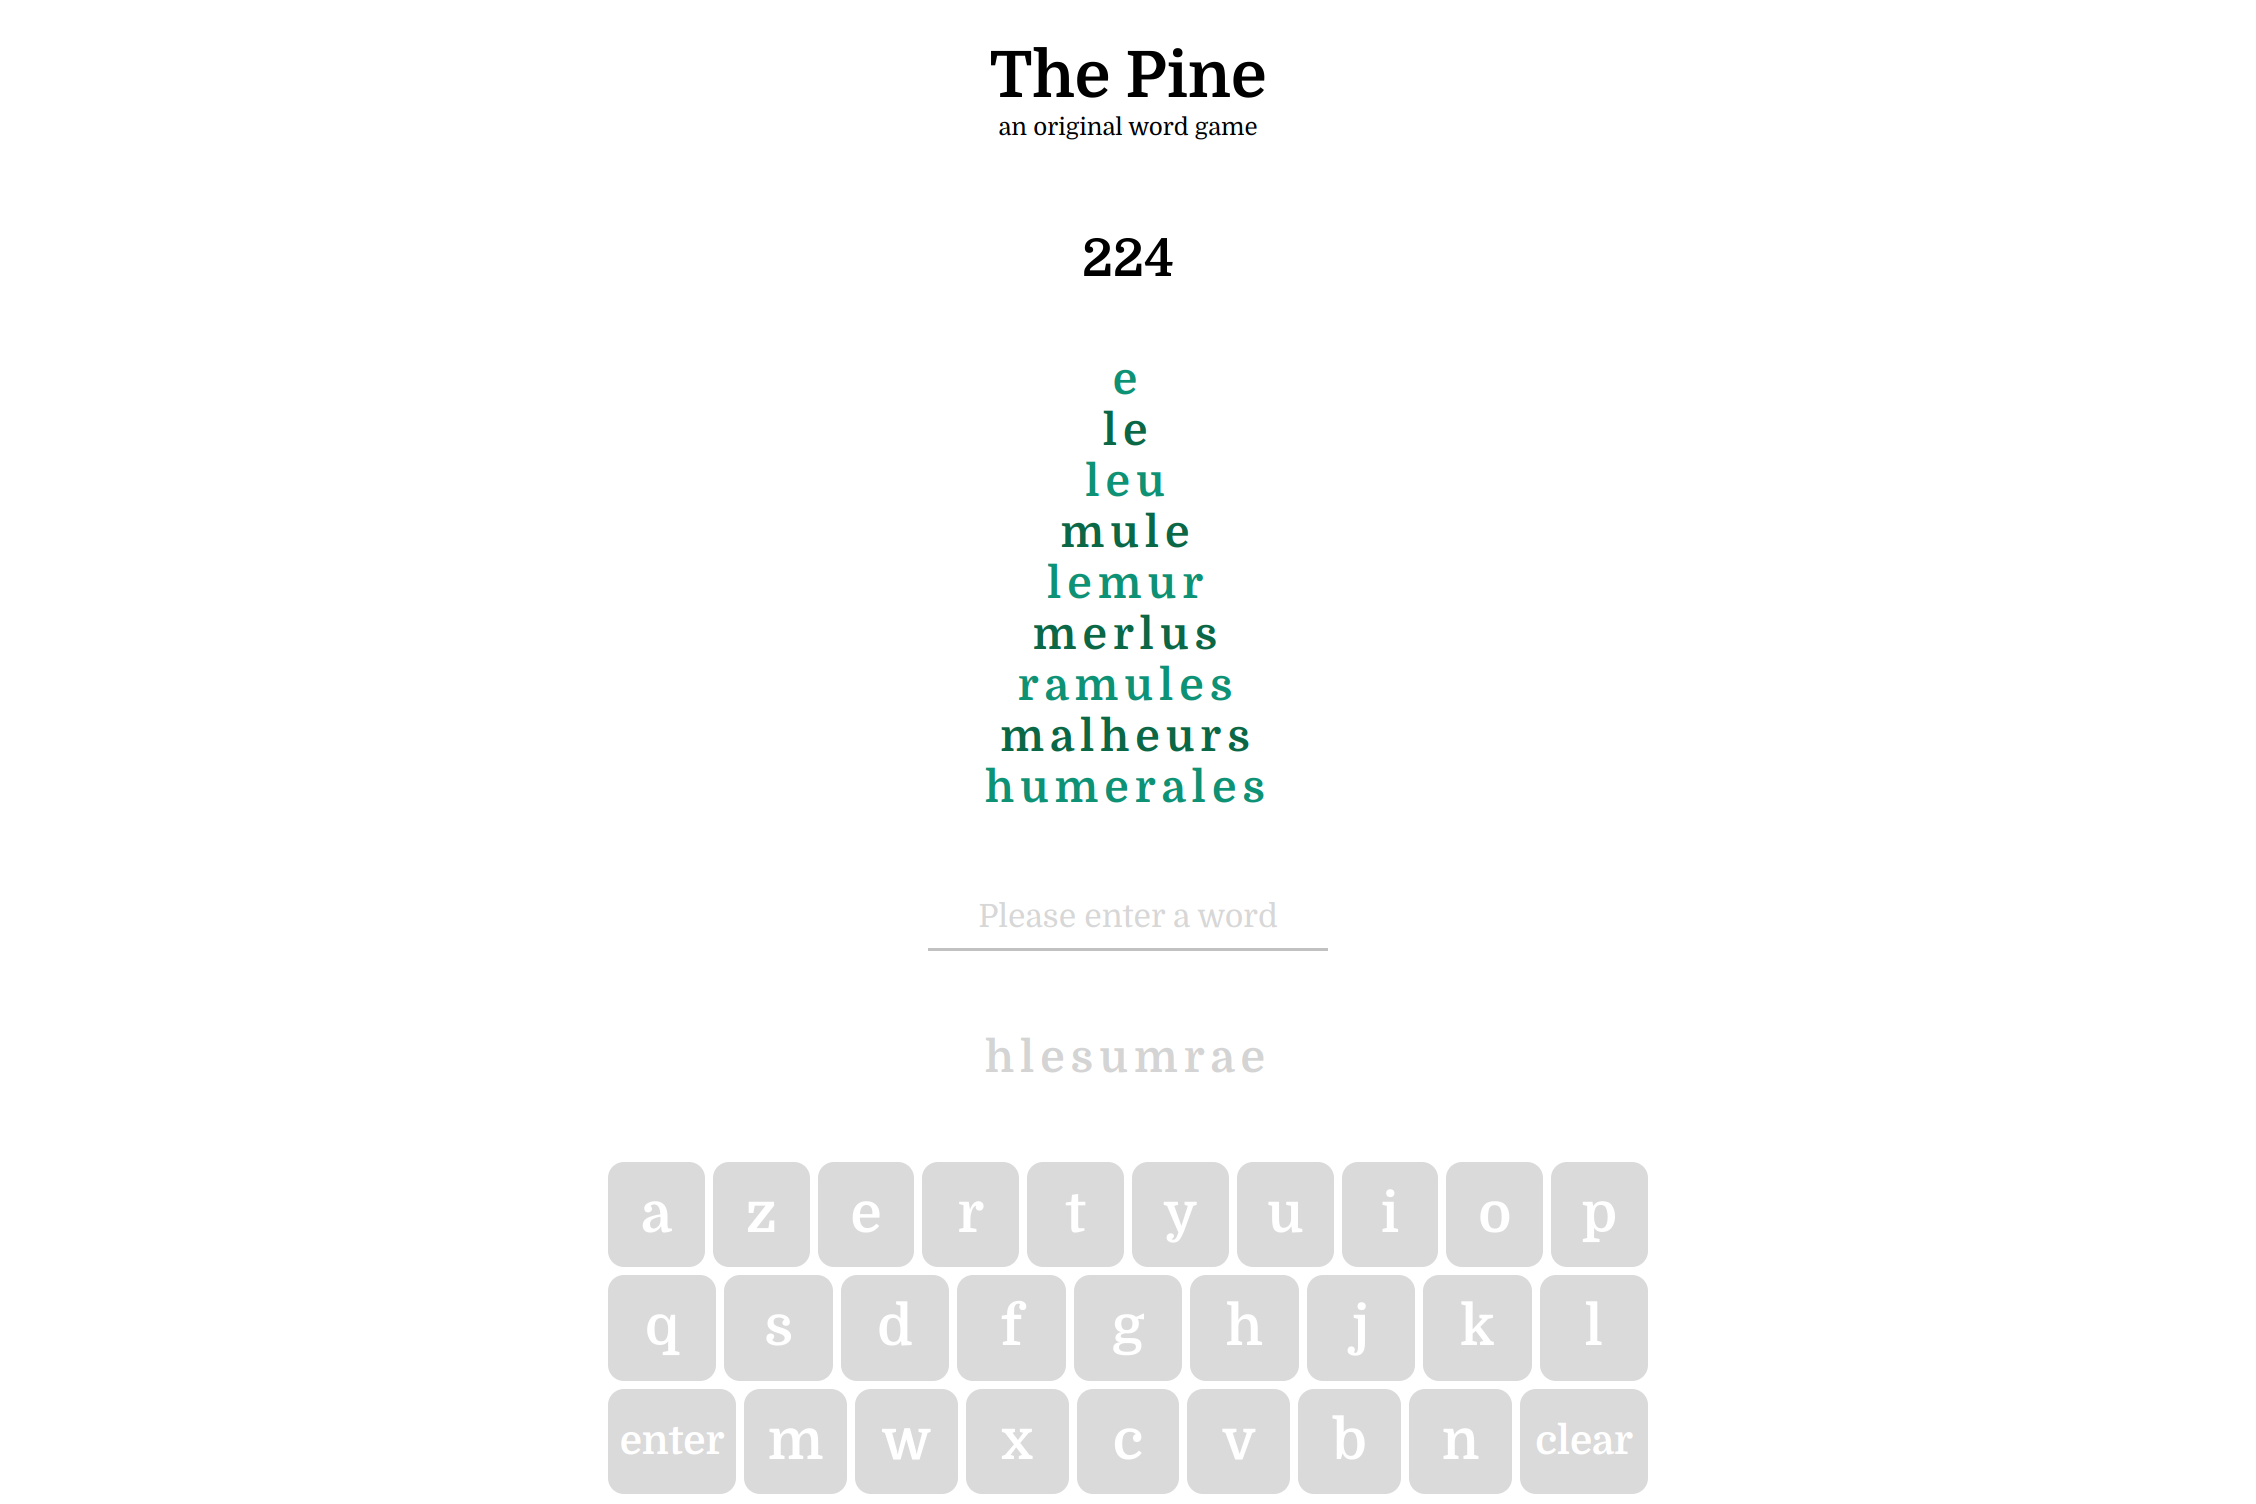 The Pine
an original word game
224
e
le
leu
mule
lemur
merlus
ramules
malheurs
humerales
Please enter a word
hlesumrae
a z e r t y u i o p
q s d f g h j k l
enter m w x c v b n clear